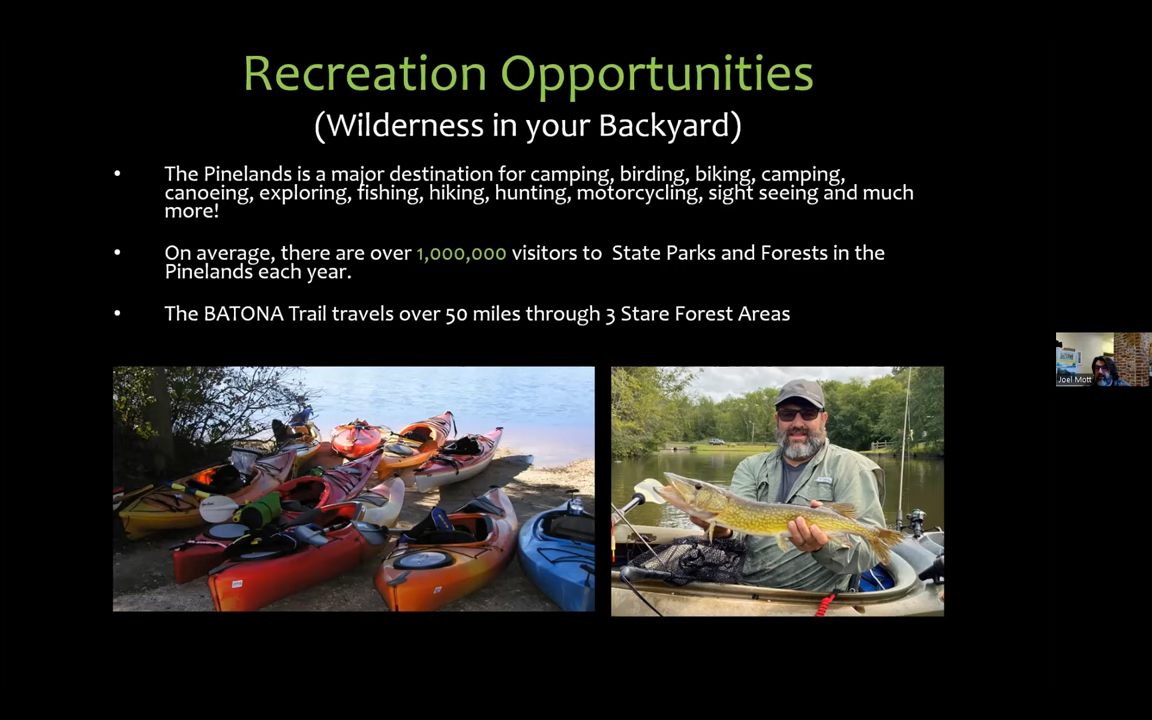 Recreation Opportunities
(Wilderness in your Backyard)
• The Pinelands is a major destination for camping, birding, biking, camping,
canoeing, exploring, fishing, hiking, hunting, motorcycling, sight seeing and much
more!
• On average, there are over 1,000,000 visitors to State Parks and Forests in the
Pinelands each year.
• The BATONA Trail travels over 50 miles through 3 Stare Forest Areas
Joel Mott